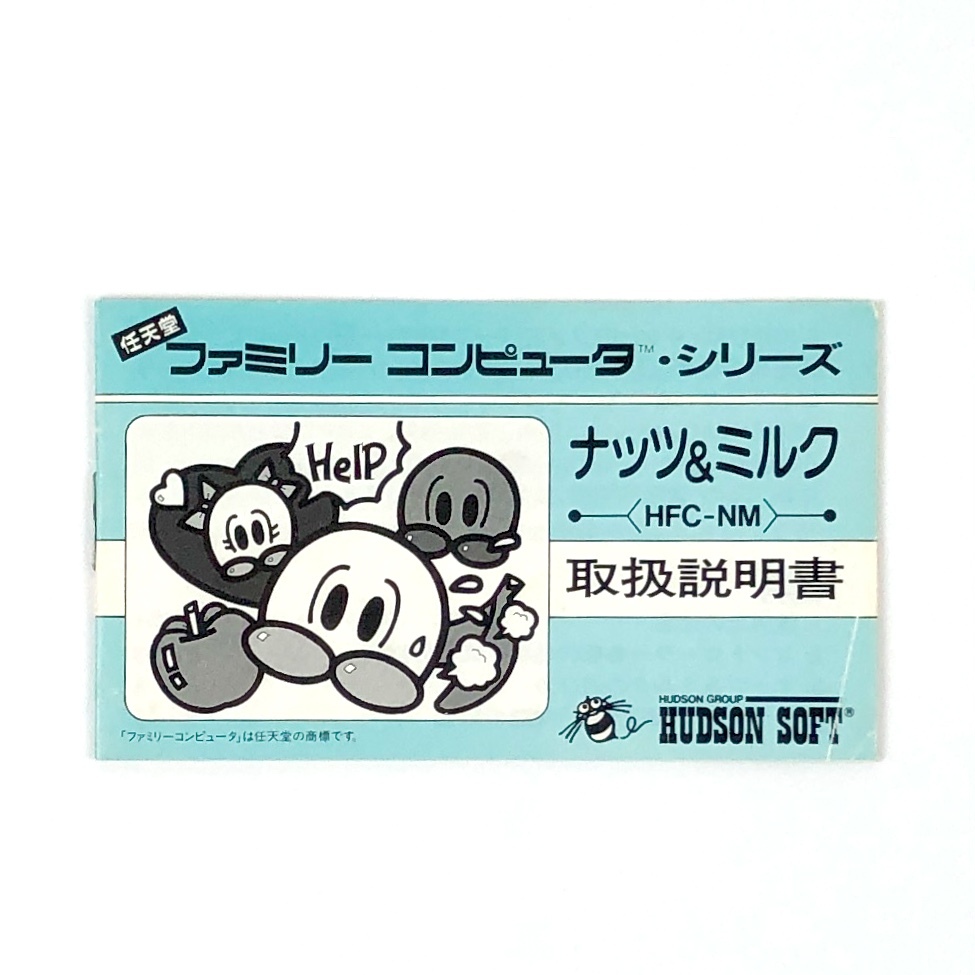 任天堂
ファミリー コンピュータ™・シリーズ
Help
ナッツ&ミルク
HFC-NM
取扱説明書
HUDSON GROUP
HUDSON SOFT®
「ファミリーコンピュータ」は任天堂の商標です。